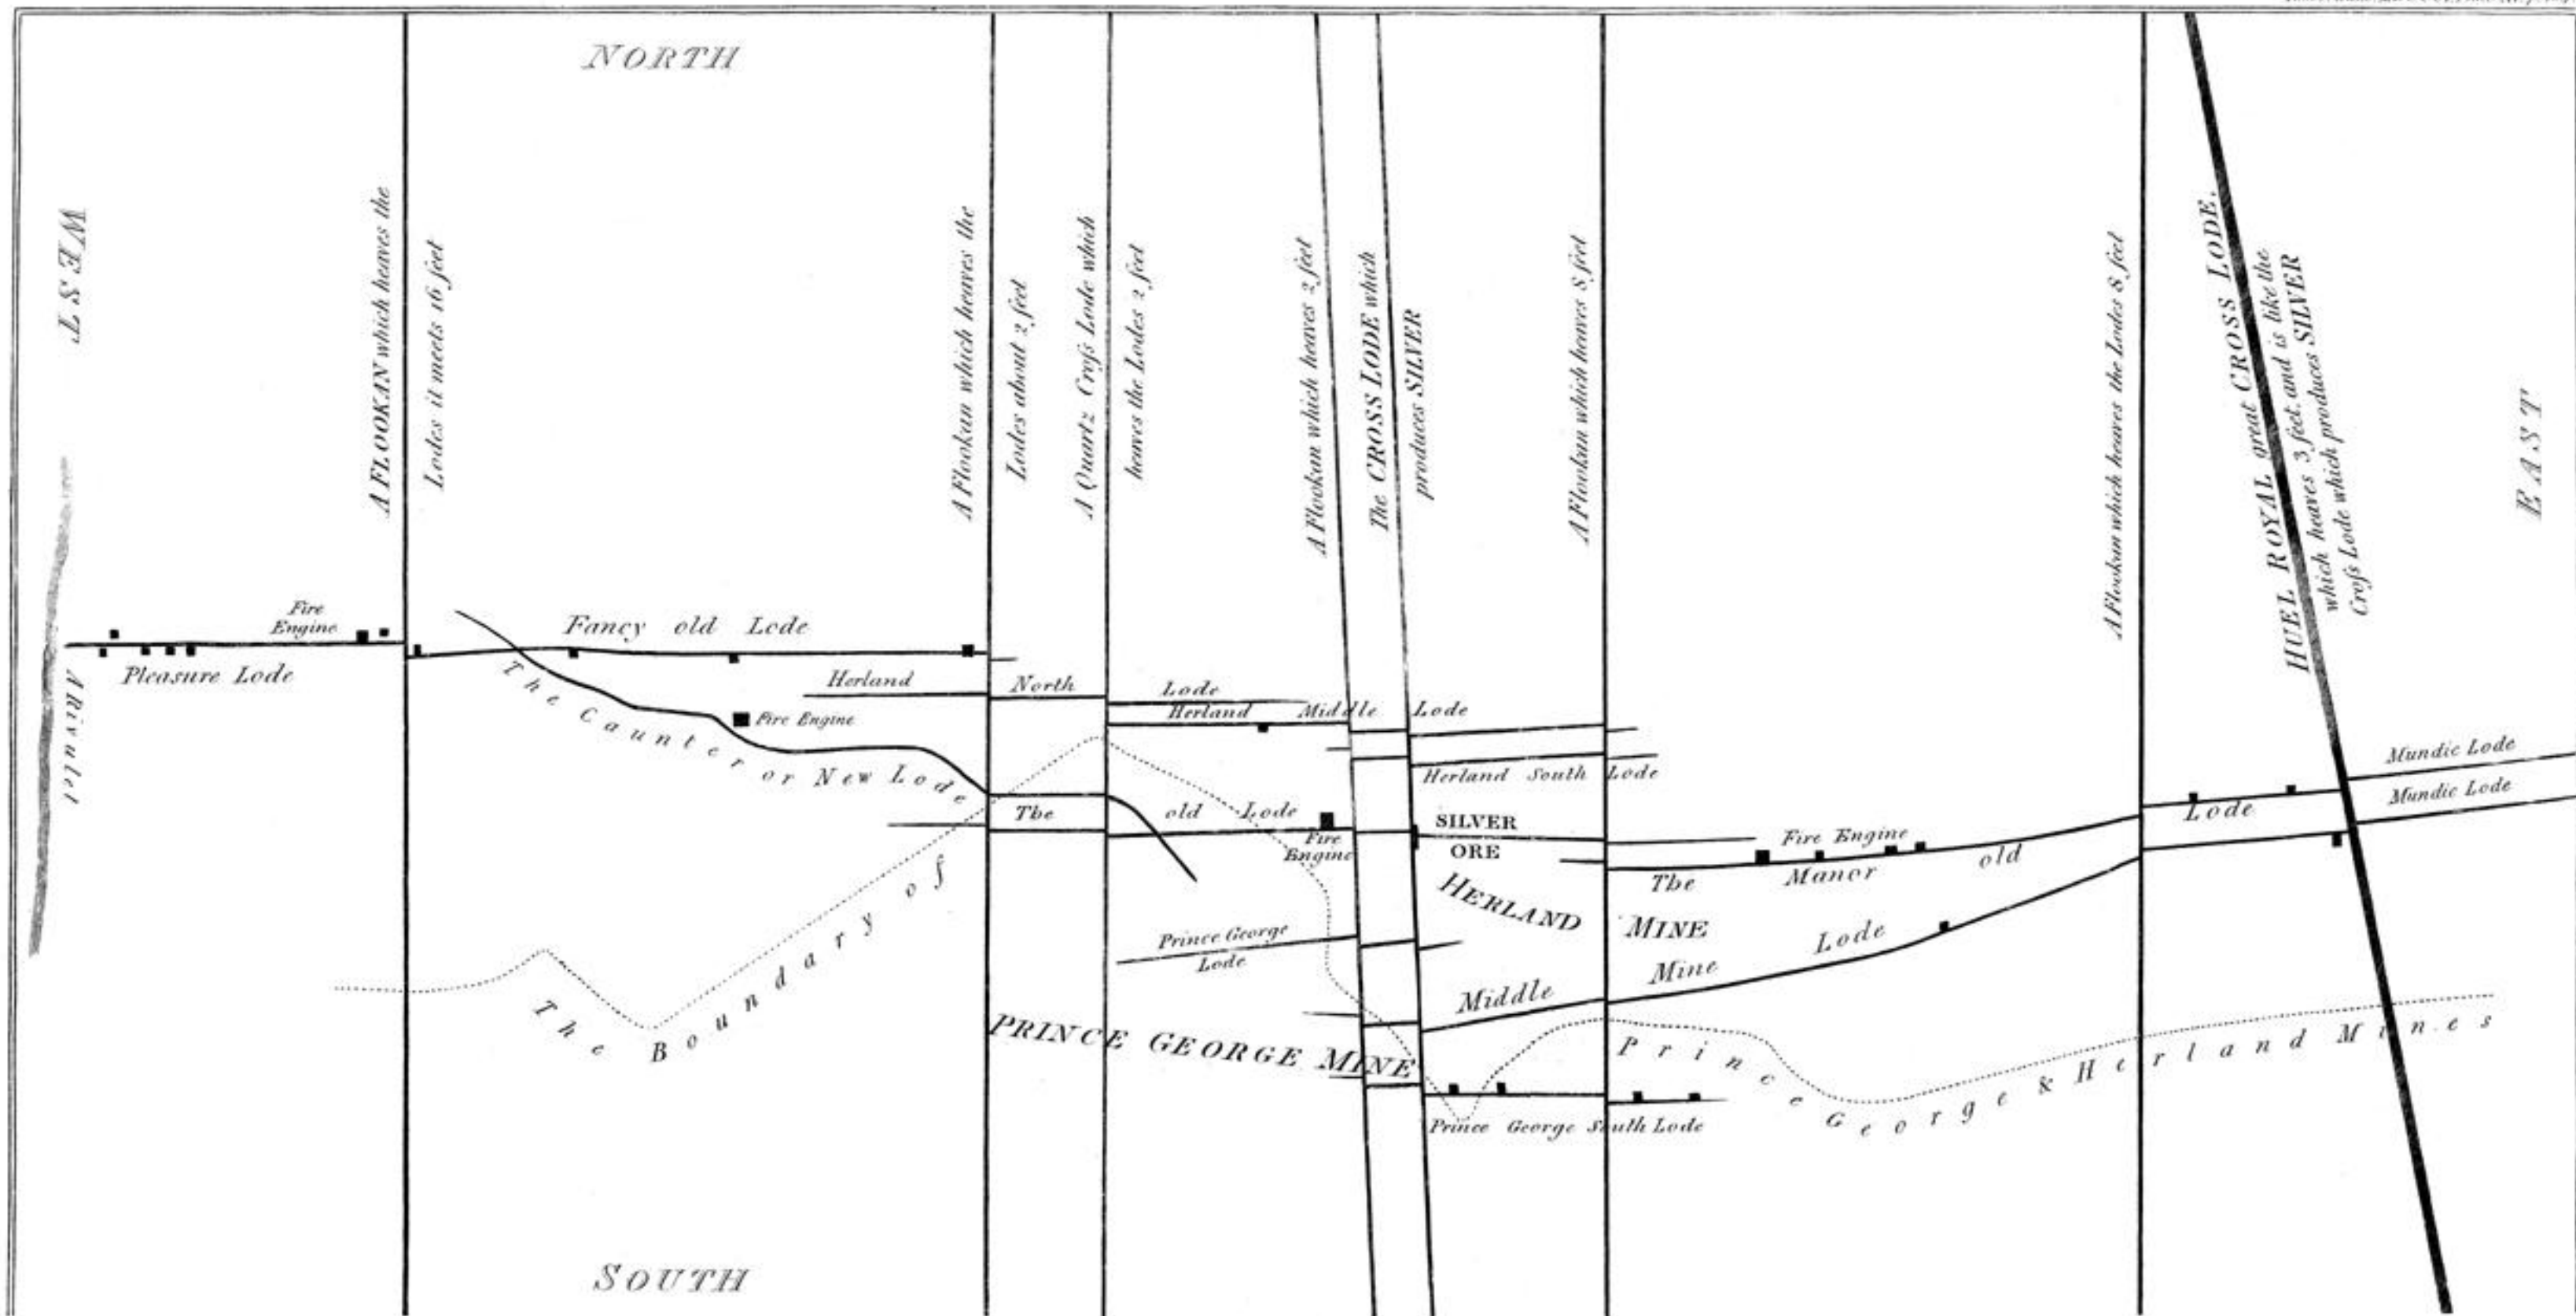 NORTH
WEST
A FLOOKAN which heaves the
Lodes it meets 16 feet
A Flookan which heaves the
Lodes about 2 feet
A Quartz Croſs Lode which
heaves the Lodes 2 feet
A Flookan which heaves 2 feet
The CROSS LODE which
produces SILVER
A Flookan which heaves 8 feet
A Flookan which heaves the Lodes 8 feet
HUEL ROYAL great CROSS LODE.
which heaves 3 feet. and is like the
Croſs Lode which produces SILVER
EAST
A Rivulet
Fire
Engine
Pleasure Lode
Fancy old Lode
The Caunter or New Lode
Fire Engine
Herland North Lode
Herland Middle Lode
Herland South Lode
The old Lode
Fire
Engine
SILVER
ORE
HERLAND MINE
Fire Engine
The Manor old Lode
Mundic Lode
Mundic Lode
Prince George
Lode
Middle Mine Lode
PRINCE GEORGE MINE
Prince George South Lode
The Boundary of Prince George & Herland Mines
SOUTH